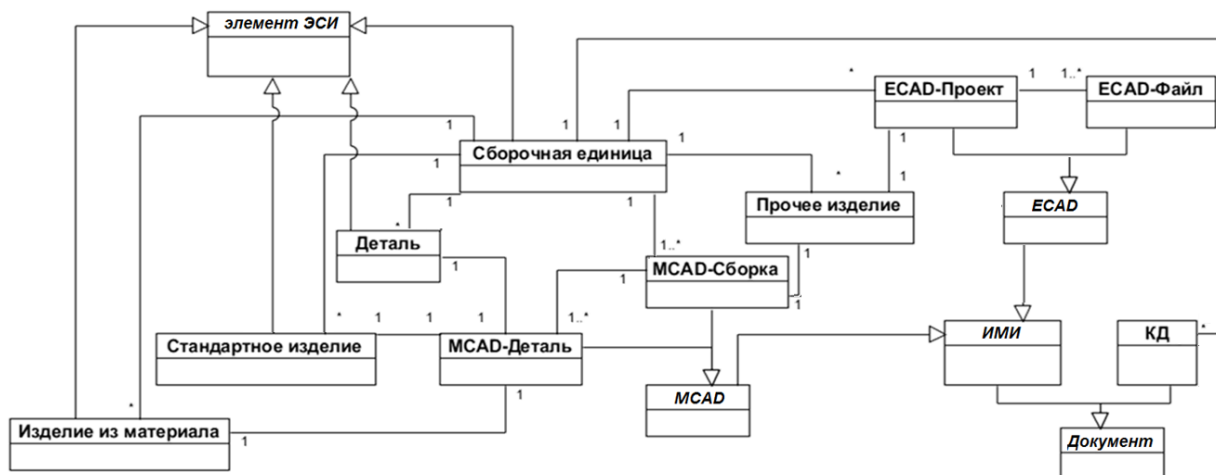 элемент ЭСИ
* 1 1..*
ECAD-Проект
ECAD-Файл
1 1 1 1 1
Сборочная единица
1
1 1 * 1
Прочее изделие
ECAD
*
Деталь
1..*
1 1
MCAD-Сборка
1
* 1 1 1 1..*
Стандартное изделие
MCAD-Деталь
ИМИ
КД
*
1
MCAD
*
Изделие из материала
1
Документ